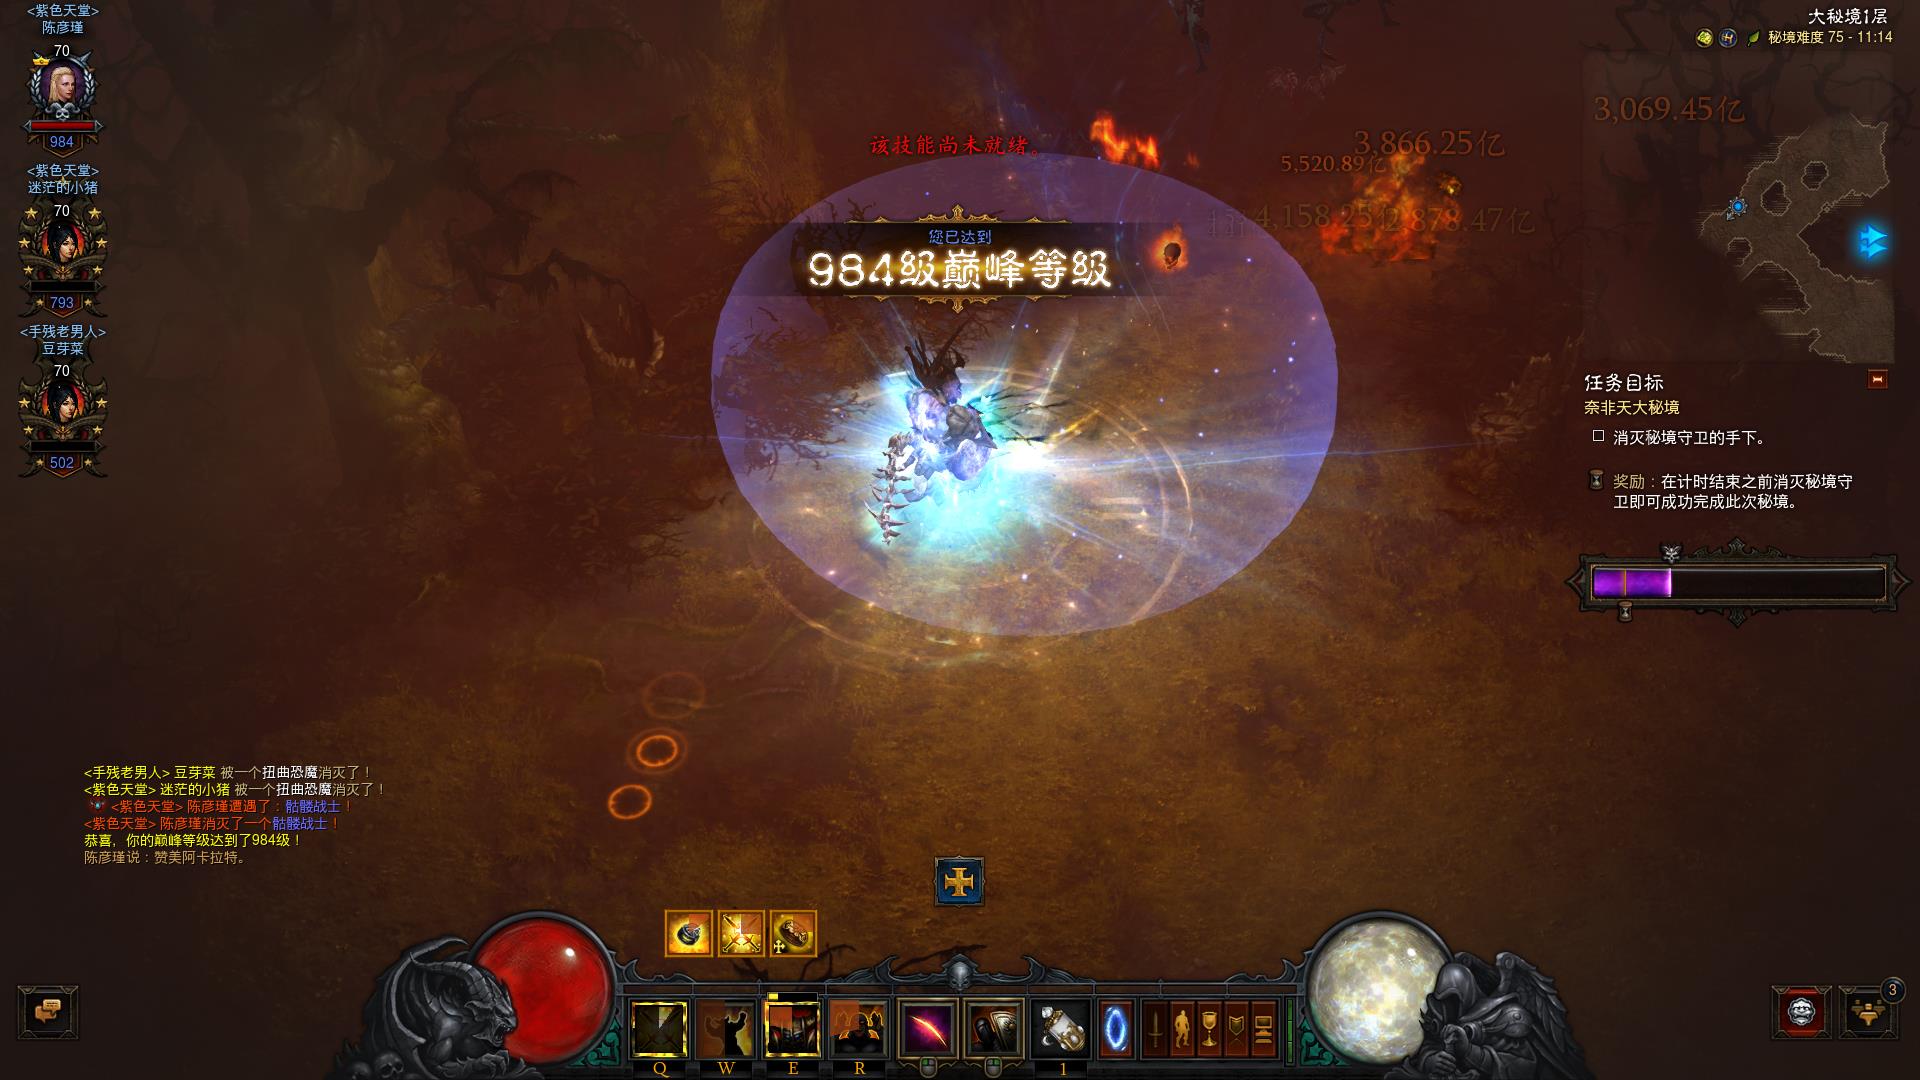 <紫色天堂>
陈彦瑾
70
984
<紫色天堂>
迷茫的小猪
70
793
<手残老男人>
豆芽菜
70
502
大秘境1层
秘境难度 75 - 11:14
3,069.45亿
3,866.25亿
5,520.89亿
4,158.25亿
2,878.47亿
该技能尚未就绪。
您已达到
984级巅峰等级
任务目标
奈非天大秘境
消灭秘境守卫的手下。
奖励：在计时结束之前消灭秘境守
卫即可成功完成此次秘境。
<手残老男人> 豆芽菜 被一个扭曲恐魔消灭了！
<紫色天堂> 迷茫的小猪 被一个扭曲恐魔消灭了！
<紫色天堂> 陈彦瑾遭遇了：骷髅战士！
<紫色天堂> 陈彦瑾消灭了一个骷髅战士！
恭喜，你的巅峰等级达到了984级！
陈彦瑾说：赞美阿卡拉特。
Q
W
E
R
1
3